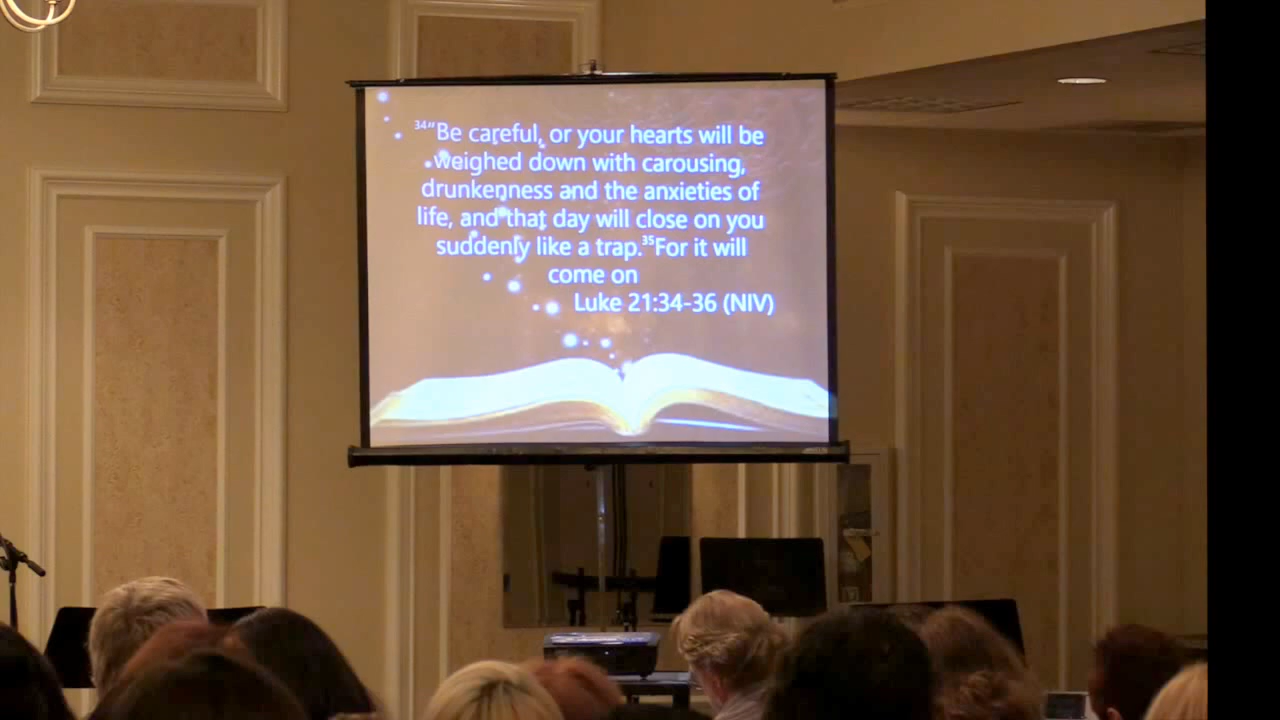 ³⁴"Be careful, or your hearts will be
weighed down with carousing,
drunkenness and the anxieties of
life, and that day will close on you
suddenly like a trap.³⁵For it will
come on
Luke 21:34-36 (NIV)